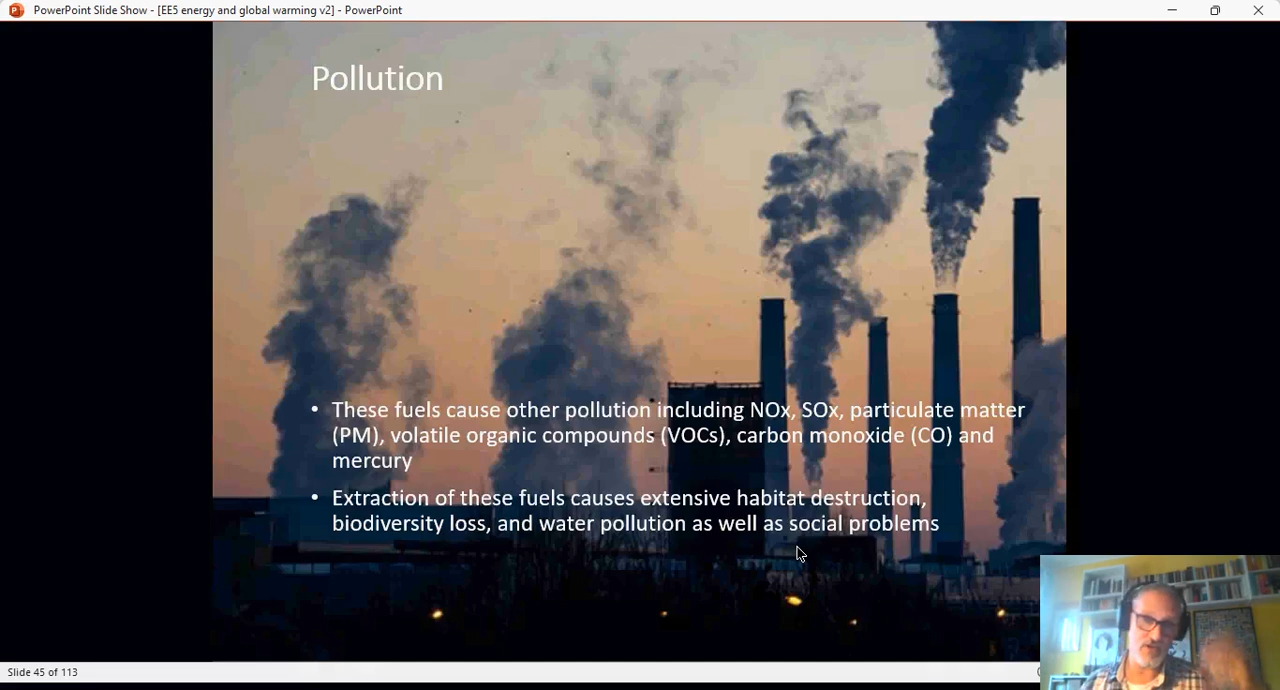 PowerPoint Slide Show - [EE5 energy and global warming v2] - PowerPoint
Pollution
• These fuels cause other pollution including NOx, SOx, particulate matter
(PM), volatile organic compounds (VOCs), carbon monoxide (CO) and
mercury
• Extraction of these fuels causes extensive habitat destruction,
biodiversity loss, and water pollution as well as social problems
Slide 45 of 113